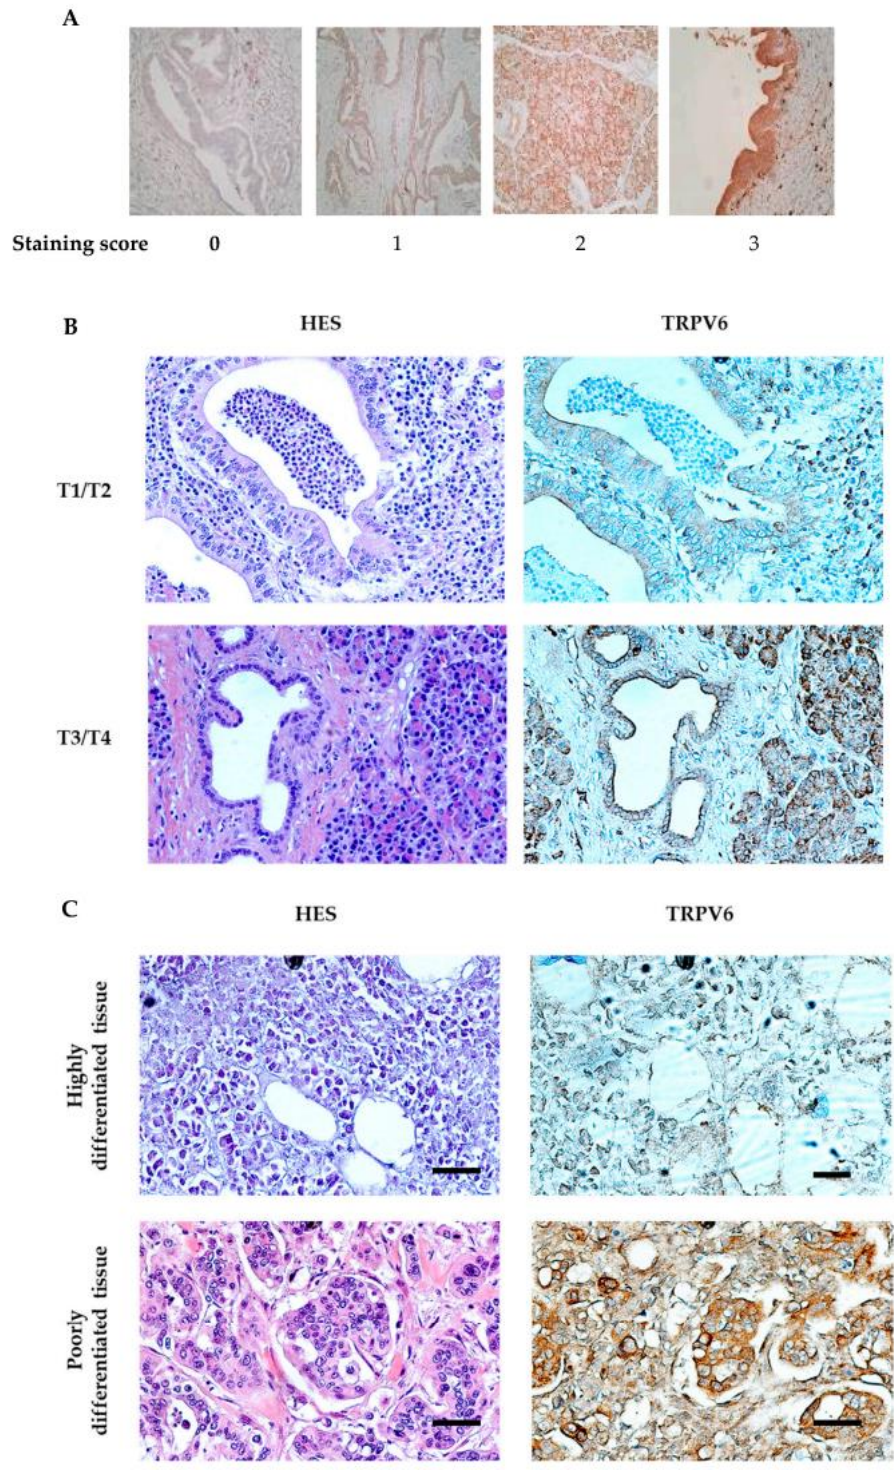 A
Staining score 0 1 2 3
B
HES TRPV6
T1/T2
T3/T4
C
HES TRPV6
Highly
differentiated tissue
Poorly
differentiated tissue